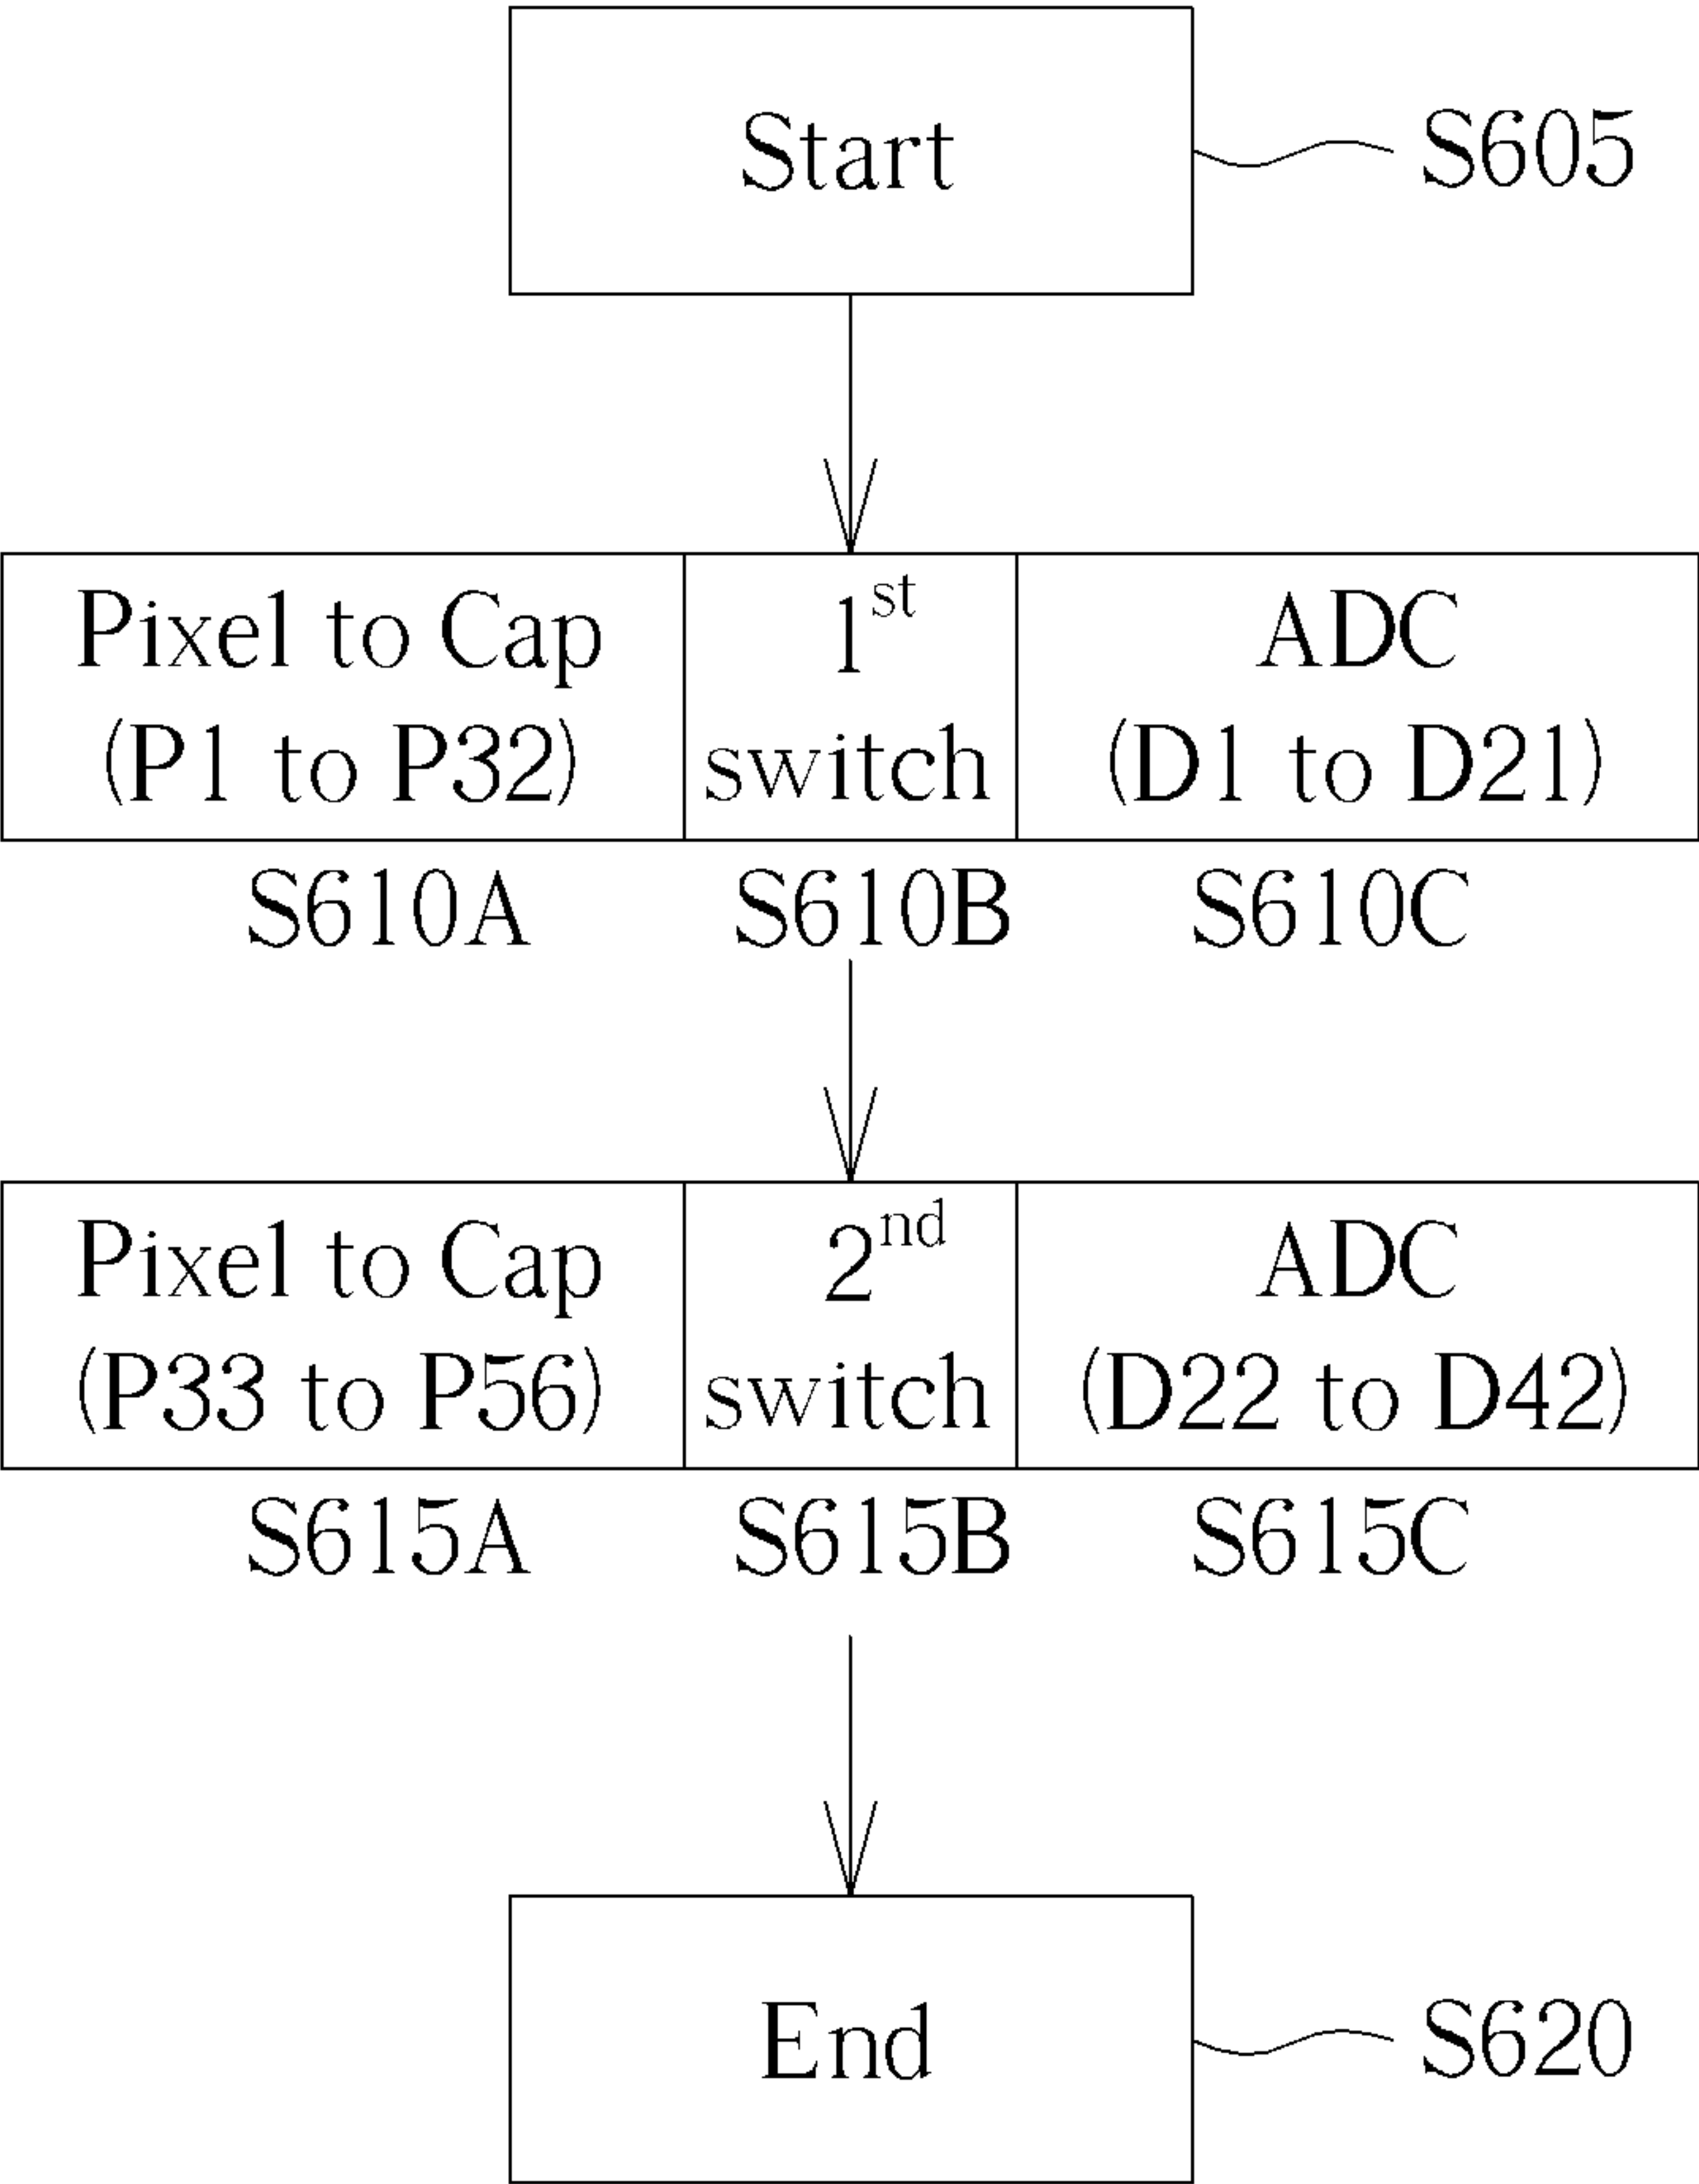 Start
S605
Pixel to Cap
(P1 to P32)
1st
switch
ADC
(D1 to D21)
S610A
S610B
S610C
Pixel to Cap
(P33 to P56)
2nd
switch
ADC
(D22 to D42)
S615A
S615B
S615C
End
S620